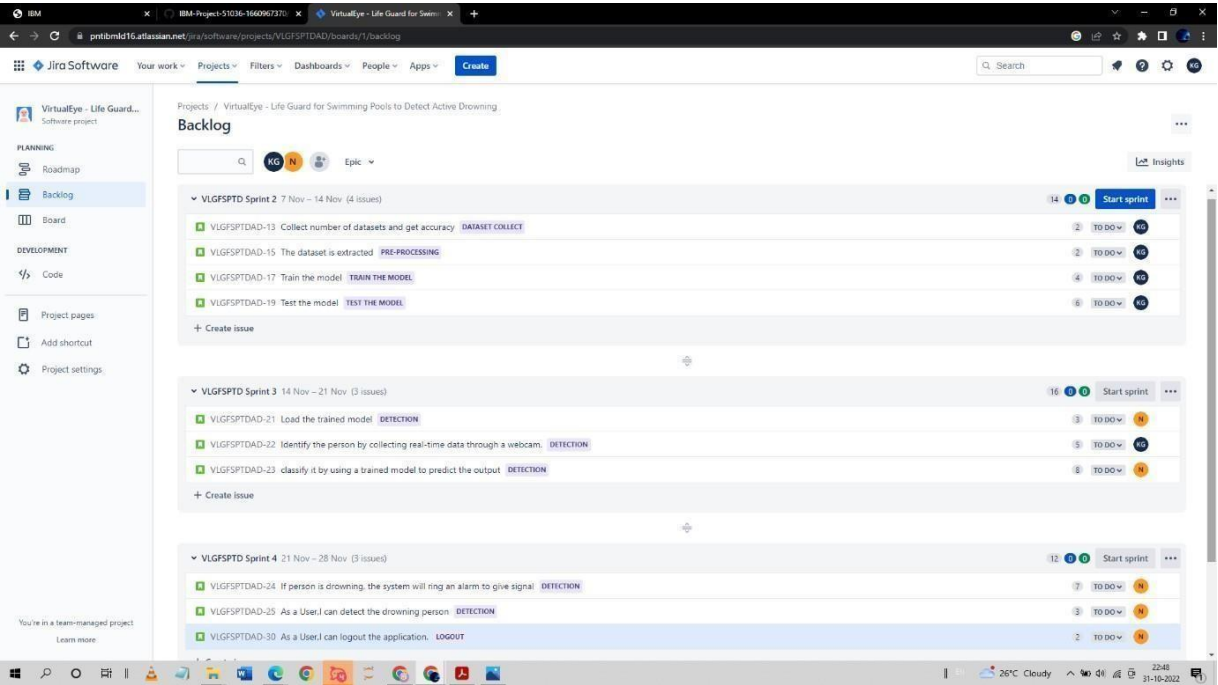 IBM
IBM-Project-51036-1660967370/
VirtualEye - Life Guard for Swimm
pntibmld16.atlassian.net/jira/software/projects/VLGFSPTDAD/boards/1/backlog
Jira Software Your work Projects Filters Dashboards People Apps Create Search KG
VirtualEye - Life Guard...
Software project
PLANNING
Roadmap
Backlog
Board
DEVELOPMENT
Code
Project pages
Add shortcut
Project settings
You're in a team-managed project
Learn more
Projects / VirtualEye - Life Guard for Swimming Pools to Detect Active Drowning
Backlog
KG N Epic Insights
VLGFSPTD Sprint 2 7 Nov – 14 Nov (4 issues) 14 0 0 Start sprint
VLGFSPTDAD-13 Collect number of datasets and get accuracy DATASET COLLECT 2 TO DO KG
VLGFSPTDAD-15 The dataset is extracted PRE-PROCESSING 2 TO DO KG
VLGFSPTDAD-17 Train the model TRAIN THE MODEL 4 TO DO KG
VLGFSPTDAD-19 Test the model TEST THE MODEL 6 TO DO KG
+ Create issue
VLGFSPTD Sprint 3 14 Nov – 21 Nov (3 issues) 16 0 0 Start sprint
VLGFSPTDAD-21 Load the trained model DETECTION 3 TO DO N
VLGFSPTDAD-22 Identify the person by collecting real-time data through a webcam. DETECTION 5 TO DO KG
VLGFSPTDAD-23 classify it by using a trained model to predict the output DETECTION 8 TO DO N
+ Create issue
VLGFSPTD Sprint 4 21 Nov – 28 Nov (3 issues) 12 0 0 Start sprint
VLGFSPTDAD-24 If person is drowning, the system will ring an alarm to give signal DETECTION 7 TO DO N
VLGFSPTDAD-25 As a User,I can detect the drowning person DETECTION 3 TO DO N
VLGFSPTDAD-30 As a User,I can logout the application. LOGOUT 2 TO DO N
26°C Cloudy
22:48
31-10-2022